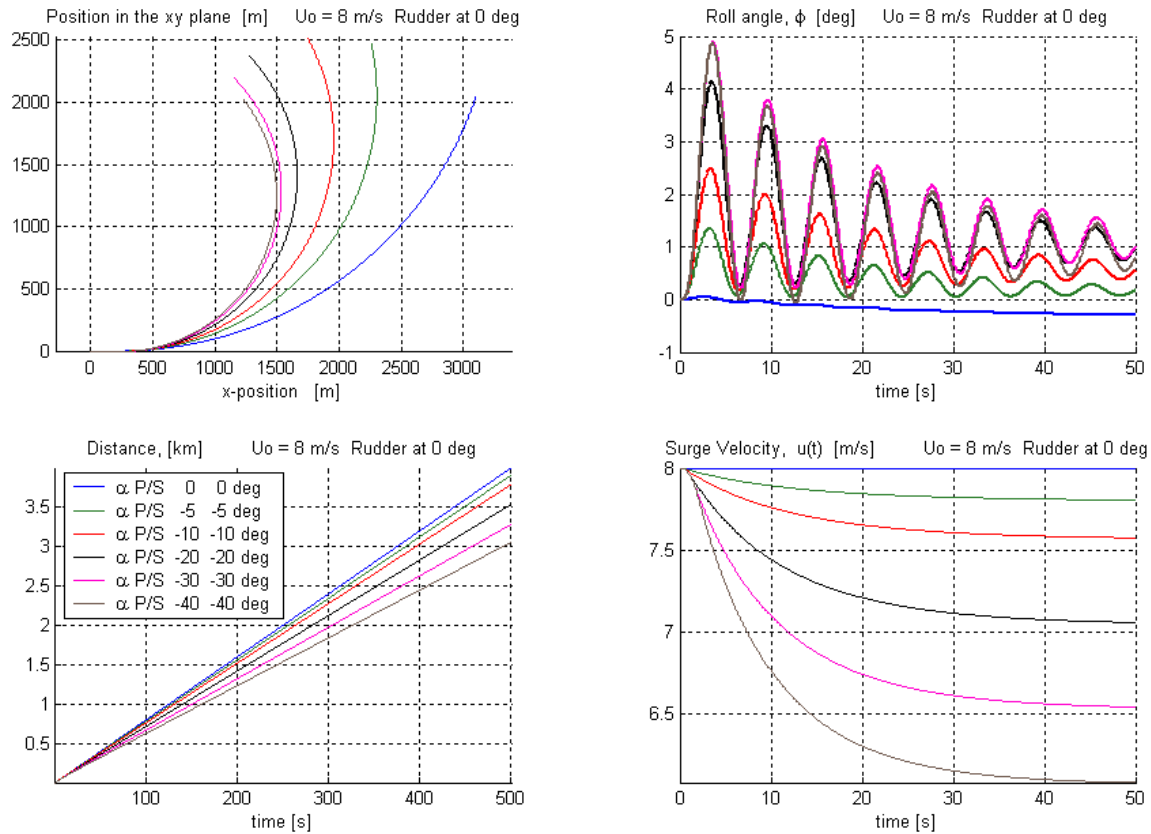 Position in the xy plane [m] Uo = 8 m/s Rudder at 0 deg
2500
2000
1500
1000
500
0
0 500 1000 1500 2000 2500 3000
x-position [m]
Roll angle, ϕ [deg] Uo = 8 m/s Rudder at 0 deg
5
4
3
2
1
0
-1
0 10 20 30 40 50
time [s]
Distance, [km] Uo = 8 m/s Rudder at 0 deg
3.5
3
2.5
2
1.5
1
0.5
α P/S 0 0 deg
α P/S -5 -5 deg
α P/S -10 -10 deg
α P/S -20 -20 deg
α P/S -30 -30 deg
α P/S -40 -40 deg
100 200 300 400 500
time [s]
Surge Velocity, u(t) [m/s] Uo = 8 m/s Rudder at 0 deg
8
7.5
7
6.5
0 10 20 30 40 50
time [s]